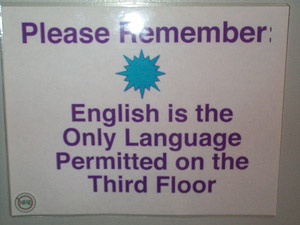 Please Remember:
English is the
Only Language
Permitted on the
Third Floor